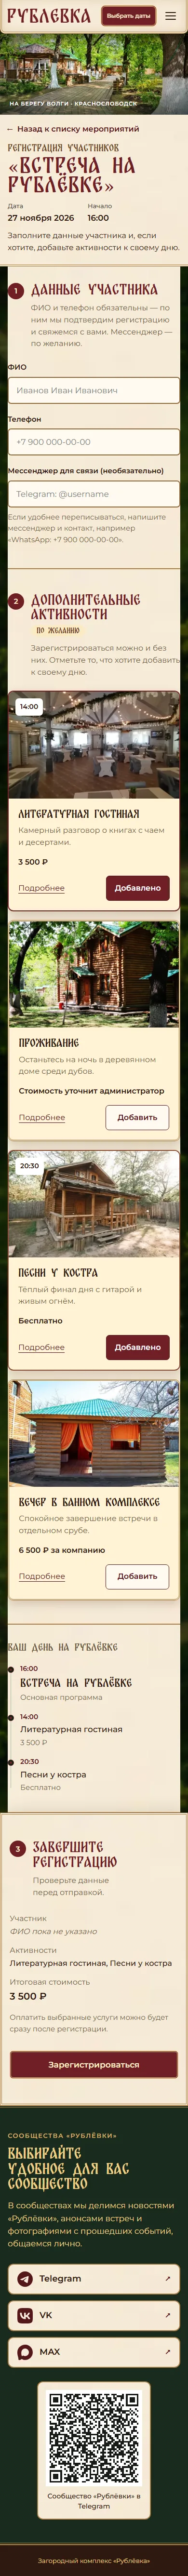 РУБЛЕВКА
Выбрать даты
НА БЕРЕГУ ВОЛГИ · КРАСНОСЛОБОДСК
← Назад к списку мероприятий
РЕГИСТРАЦИЯ УЧАСТНИКОВ
«ВСТРЕЧА НА
РУБЛЁВКЕ»
Дата
Начало
27 ноября 2026
16:00
Заполните данные участника и, если
хотите, добавьте активности к своему дню.
1
ДАННЫЕ УЧАСТНИКА
ФИО и телефон обязательны — по
ним мы подтвердим регистрацию
и свяжемся с вами. Мессенджер —
по желанию.
ФИО
Иванов Иван Иванович
Телефон
+7 900 000-00-00
Мессенджер для связи (необязательно)
Telegram: @username
Если удобнее переписываться, напишите
мессенджер и контакт, например
«WhatsApp: +7 900 000-00-00».
2
ДОПОЛНИТЕЛЬНЫЕ
АКТИВНОСТИ
ПО ЖЕЛАНИЮ
Зарегистрироваться можно и без
них. Отметьте то, что хотите добавить
к своему дню.
14:00
ЛИТЕРАТУРНАЯ ГОСТИНАЯ
Камерный разговор о книгах с чаем
и десертами.
3 500 ₽
Подробнее
Добавлено
ПРОЖИВАНИЕ
Останьтесь на ночь в деревянном
доме среди дубов.
Стоимость уточнит администратор
Подробнее
Добавить
20:30
ПЕСНИ У КОСТРА
Тёплый финал дня с гитарой и
живым огнём.
Бесплатно
Подробнее
Добавлено
ВЕЧЕР В БАННОМ КОМПЛЕКСЕ
Спокойное завершение встречи в
отдельном срубе.
6 500 ₽ за компанию
Подробнее
Добавить
ВАШ ДЕНЬ НА РУБЛЁВКЕ
16:00
ВСТРЕЧА НА РУБЛЁВКЕ
Основная программа
14:00
Литературная гостиная
3 500 ₽
20:30
Песни у костра
Бесплатно
3
ЗАВЕРШИТЕ
РЕГИСТРАЦИЮ
Проверьте данные
перед отправкой.
Участник
ФИО пока не указано
Активности
Литературная гостиная, Песни у костра
Итоговая стоимость
3 500 ₽
Оплатить выбранные услуги можно будет
сразу после регистрации.
Зарегистрироваться
СООБЩЕСТВА «РУБЛЁВКИ»
ВЫБИРАЙТЕ
УДОБНОЕ ДЛЯ ВАС
СООБЩЕСТВО
В сообществах мы делимся новостями
«Рублёвки», анонсами встреч и
фотографиями с прошедших событий,
общаемся лично.
Telegram ↗
VK ↗
MAX ↗
Сообщество «Рублёвки» в
Telegram
Загородный комплекс «Рублёвка»